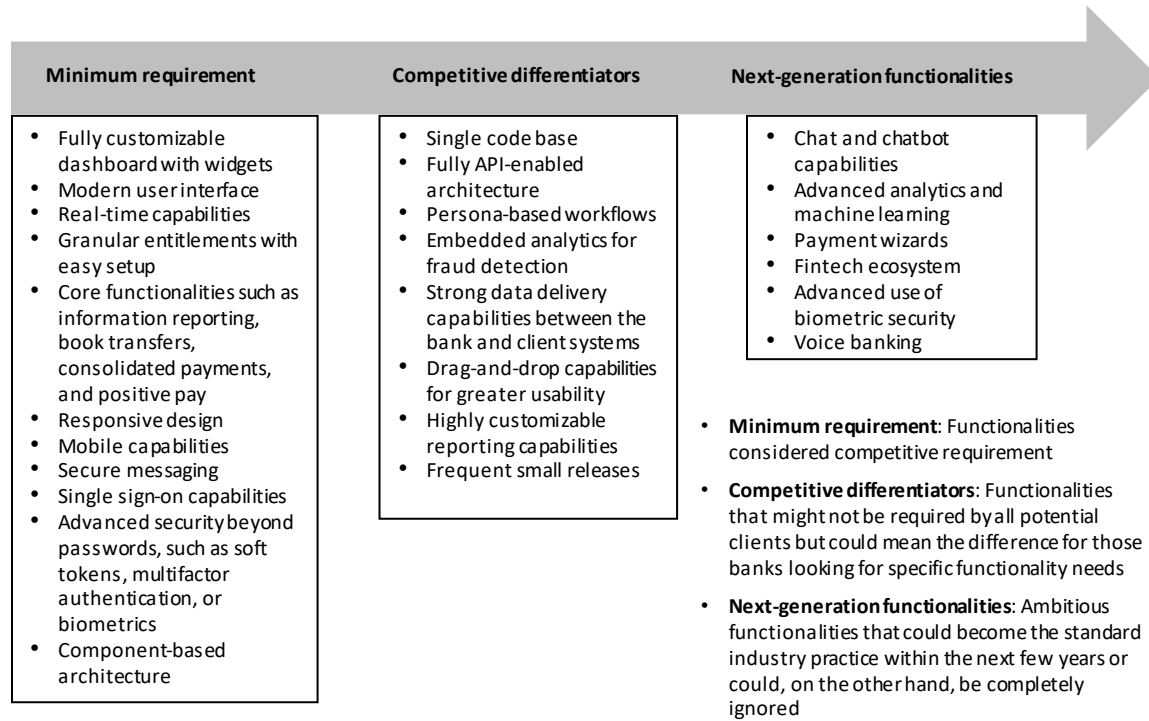 Minimum requirement
Competitive differentiators
Next-generation functionalities
• Fully customizable
dashboard with widgets
• Modern user interface
• Real-time capabilities
• Granular entitlements with
easy setup
• Core functionalities such as
information reporting,
book transfers,
consolidated payments,
and positive pay
• Responsive design
• Mobile capabilities
• Secure messaging
• Single sign-on capabilities
• Advanced security beyond
passwords, such as soft
tokens, multifactor
authentication, or
biometrics
• Component-based
architecture
• Single code base
• Fully API-enabled
architecture
• Persona-based workflows
• Embedded analytics for
fraud detection
• Strong data delivery
capabilities between the
bank and client systems
• Drag-and-drop capabilities
for greater usability
• Highly customizable
reporting capabilities
• Frequent small releases
• Chat and chatbot
capabilities
• Advanced analytics and
machine learning
• Payment wizards
• Fintech ecosystem
• Advanced use of
biometric security
• Voice banking
• Minimum requirement: Functionalities
considered competitive requirement
• Competitive differentiators: Functionalities
that might not be required by all potential
clients but could mean the difference for those
banks looking for specific functionality needs
• Next-generation functionalities: Ambitious
functionalities that could become the standard
industry practice within the next few years or
could, on the other hand, be completely
ignored